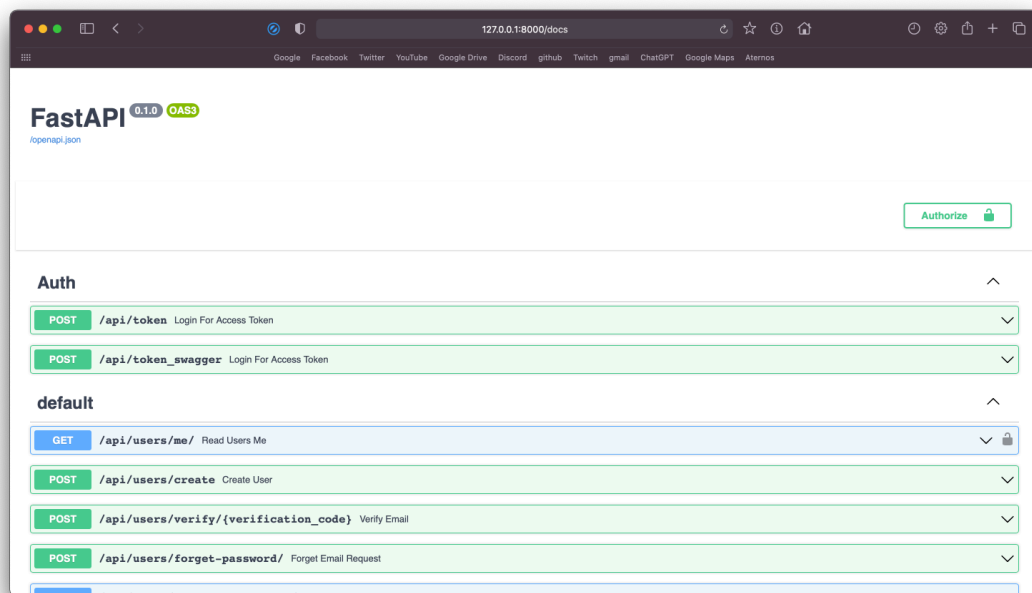 127.0.0.1:8000/docs
Google Facebook Twitter YouTube Google Drive Discord github Twitch gmail ChatGPT Google Maps Aternos
FastAPI 0.1.0 OAS3
/openapi.json
Authorize
Auth
POST /api/token Login For Access Token
POST /api/token_swagger Login For Access Token
default
GET /api/users/me/ Read Users Me
POST /api/users/create Create User
POST /api/users/verify/{verification_code} Verify Email
POST /api/users/forget-password/ Forget Email Request